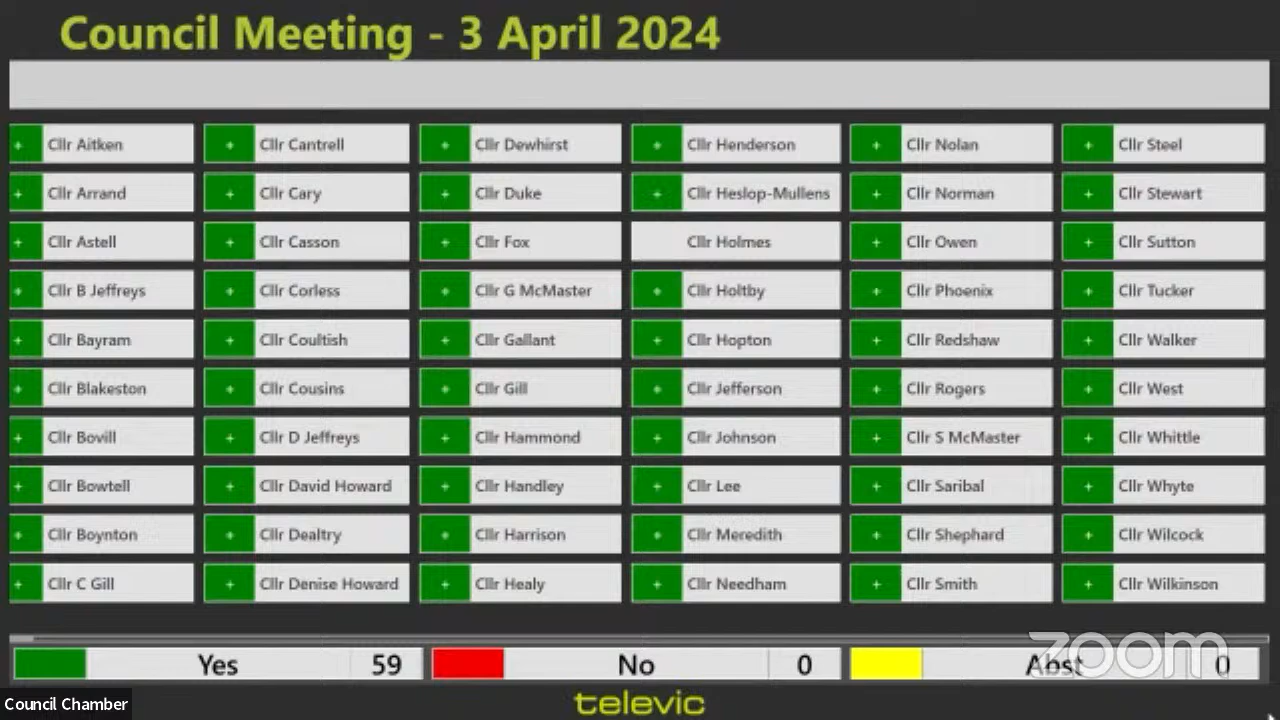 Council Meeting - 3 April 2024
+ Cllr Aitken + Cllr Cantrell + Cllr Dewhirst + Cllr Henderson + Cllr Nolan + Cllr Steel
+ Cllr Arrand + Cllr Cary + Cllr Duke + Cllr Heslop-Mullens + Cllr Norman + Cllr Stewart
+ Cllr Astell + Cllr Casson + Cllr Fox Cllr Holmes + Cllr Owen + Cllr Sutton
+ Cllr B Jeffreys + Cllr Corless + Cllr G McMaster + Cllr Holtby + Cllr Phoenix + Cllr Tucker
+ Cllr Bayram + Cllr Coultish + Cllr Gallant + Cllr Hopton + Cllr Redshaw + Cllr Walker
+ Cllr Blakeston + Cllr Cousins + Cllr Gill + Cllr Jefferson + Cllr Rogers + Cllr West
+ Cllr Bovill + Cllr D Jeffreys + Cllr Hammond + Cllr Johnson + Cllr S McMaster + Cllr Whittle
+ Cllr Bowtell + Cllr David Howard + Cllr Handley + Cllr Lee + Cllr Saribal + Cllr Whyte
+ Cllr Boynton + Cllr Dealtry + Cllr Harrison + Cllr Meredith + Cllr Shephard + Cllr Wilcock
+ Cllr C Gill + Cllr Denise Howard + Cllr Healy + Cllr Needham + Cllr Smith + Cllr Wilkinson
zoom
Yes 59 No 0 Abst 0
televic
Council Chamber